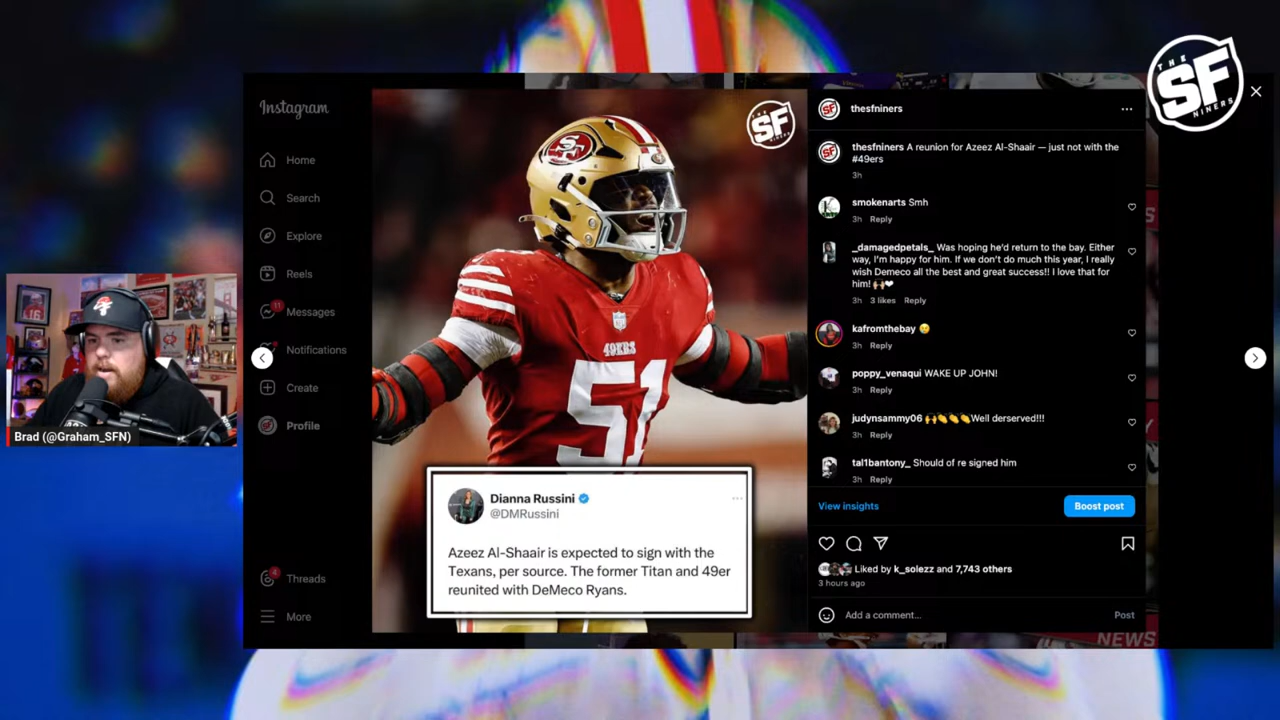 THE
SF
NINERS
Instagram
Home
Search
Explore
Reels
11
Messages
Notifications
Create
Profile
4
Threads
More
THE
SF
NINERS
49ERS
51
Dianna Russini
@DMRussini
Azeez Al-Shaair is expected to sign with the
Texans, per source. The former Titan and 49er
reunited with DeMeco Ryans.
thesfniners
thesfniners A reunion for Azeez Al-Shaair — just not with the
#49ers
3h
smokenarts Smh
3h Reply
_damagedpetals_ Was hoping he'd return to the bay. Either
way, I'm happy for him. If we don't do much this year, I really
wish Demeco all the best and great success!! I love that for
him! 🙌🏽❤
3h 3 likes Reply
kafromthebay 😢
3h Reply
poppy_venaqui WAKE UP JOHN!
3h Reply
judynsammy06 🙌👏👏👏Well deserved!!!
3h Reply
tal1bantony_ Should of re signed him
3h Reply
View insights
Boost post
Liked by k_solezz and 7,743 others
3 hours ago
Add a comment...
Post
NEWS
Brad (@Graham_SFN)